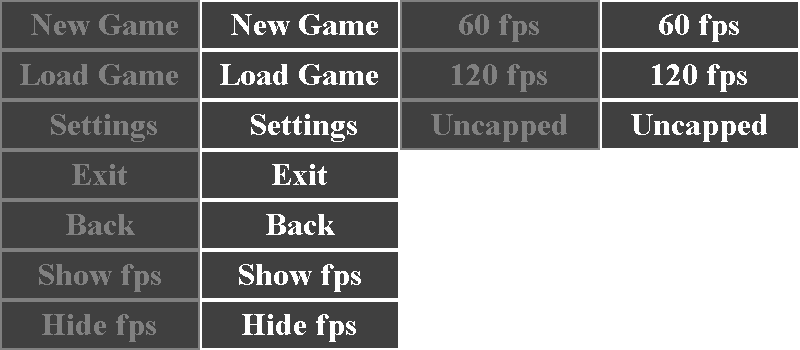 New Game New Game 60 fps 60 fps
Load Game Load Game 120 fps 120 fps
Settings Settings Uncapped Uncapped
Exit Exit
Back Back
Show fps Show fps
Hide fps Hide fps